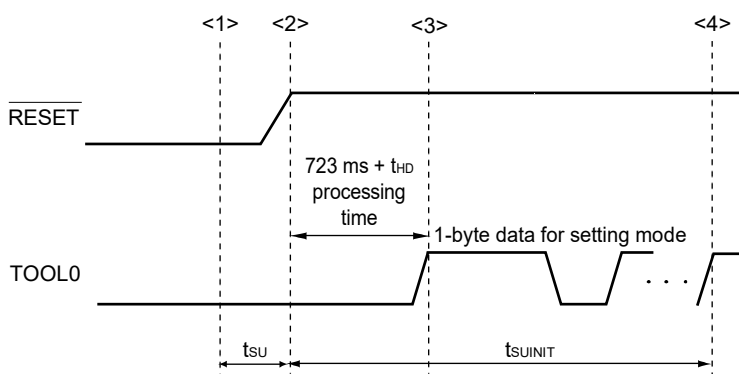 <1> <2> <3> <4>
RESET
723 ms + tHD
processing
time
1-byte data for setting mode
TOOL0
. . .
tSU tSUINIT